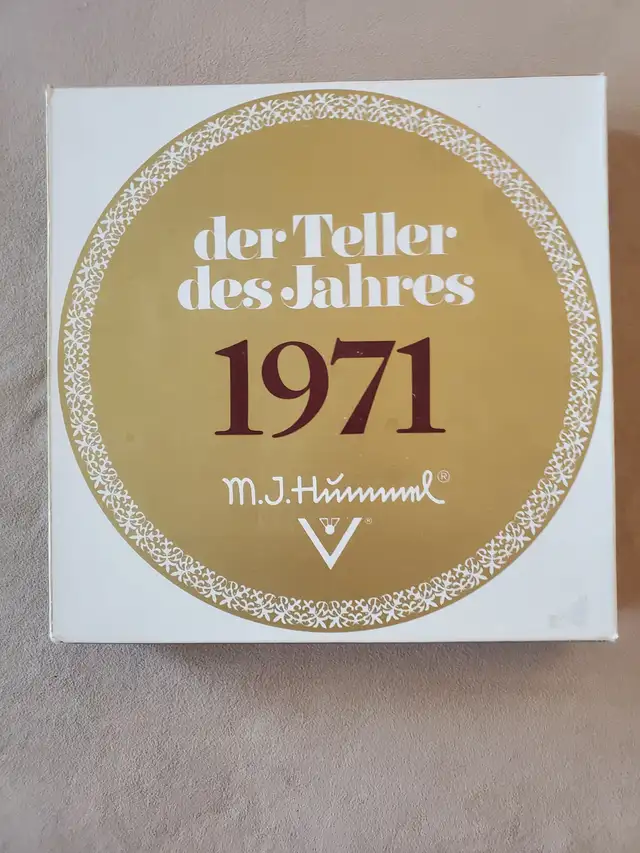 der Teller
des Jahres
1971
M.J.Hummel®
®